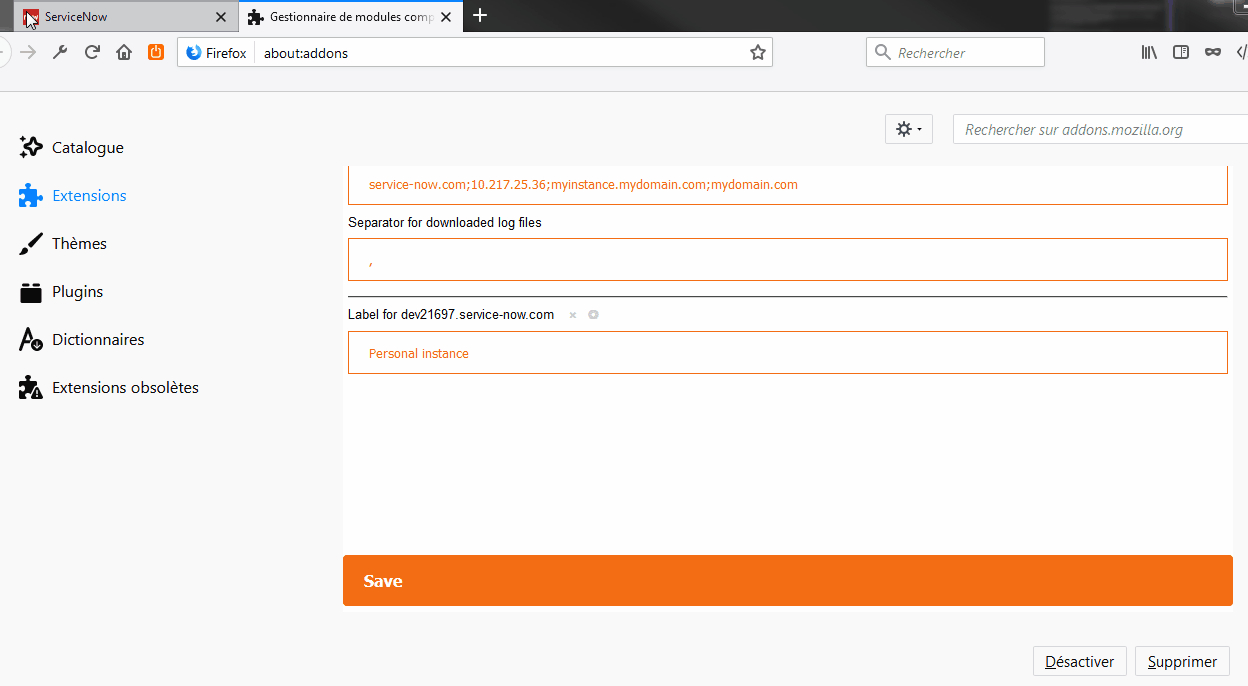 ServiceNow
Gestionnaire de modules comp
Firefox
about:addons
Rechercher
Rechercher sur addons.mozilla.org
Catalogue
Extensions
Thèmes
Plugins
Dictionnaires
Extensions obsolètes
service-now.com;10.217.25.36;myinstance.mydomain.com;mydomain.com
Separator for downloaded log files
,
Label for dev21697.service-now.com
Personal instance
Save
Désactiver
Supprimer